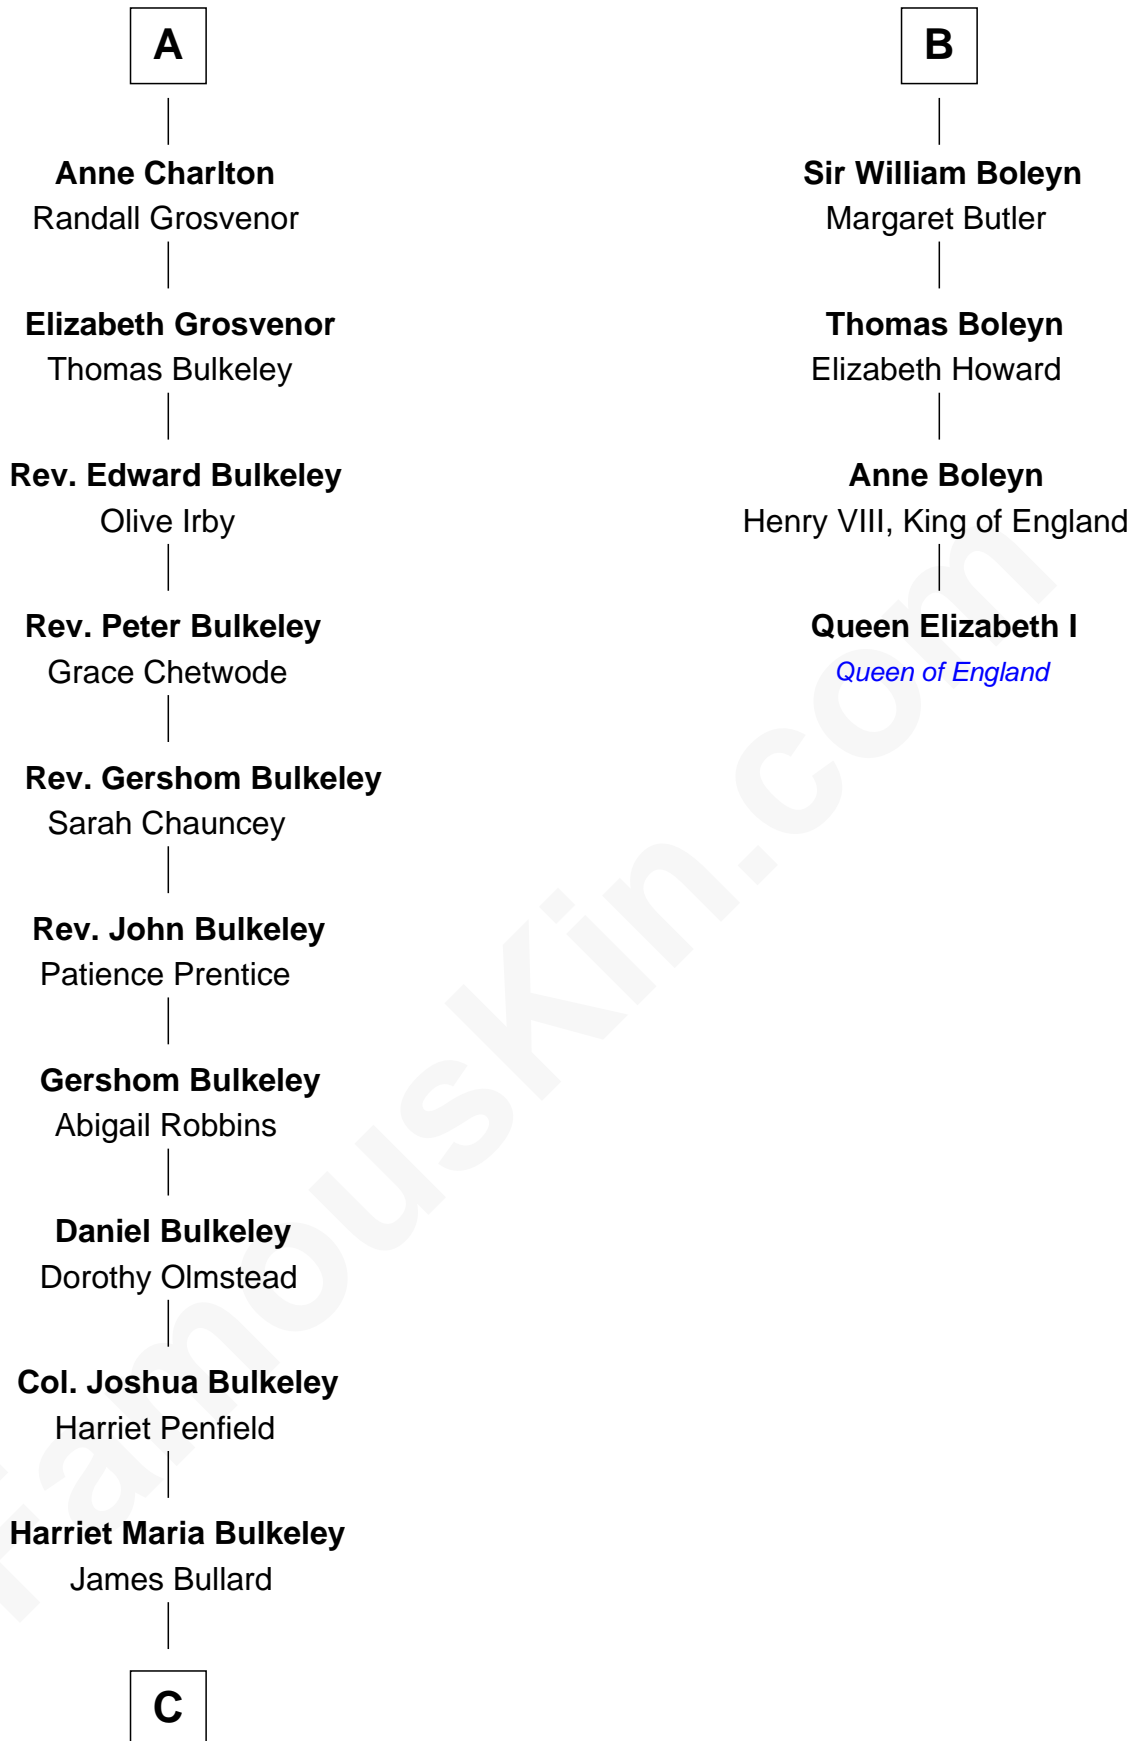 A
Anne Charlton
Randall Grosvenor
Elizabeth Grosvenor
Thomas Bulkeley
Rev. Edward Bulkeley
Olive Irby
Rev. Peter Bulkeley
Grace Chetwode
Rev. Gershom Bulkeley
Sarah Chauncey
Rev. John Bulkeley
Patience Prentice
Gershom Bulkeley
Abigail Robbins
Daniel Bulkeley
Dorothy Olmstead
Col. Joshua Bulkeley
Harriet Penfield
Harriet Maria Bulkeley
James Bullard
C
B
Sir William Boleyn
Margaret Butler
Thomas Boleyn
Elizabeth Howard
Anne Boleyn
Henry VIII, King of England
Queen Elizabeth I
Queen of England
FamousKin.com